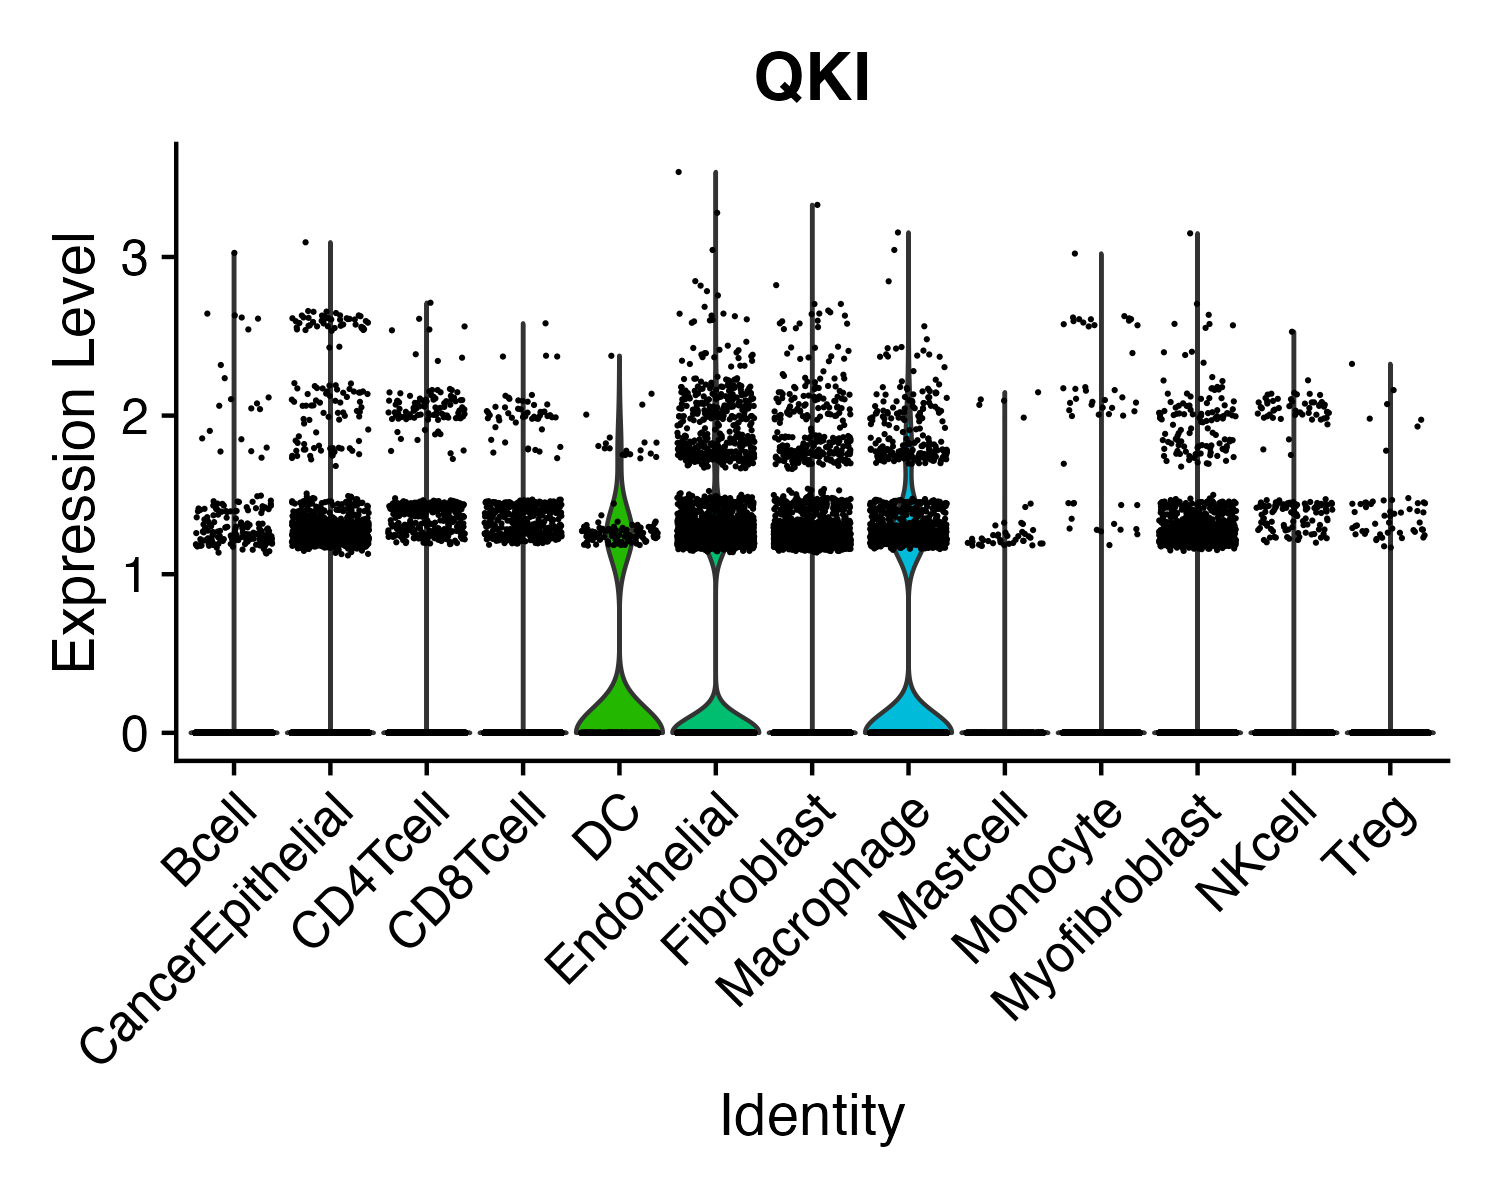 QKI
Expression Level
3
2
1
0
Bcell
CancerEpithelial
CD4Tcell
CD8Tcell
DC
Endothelial
Fibroblast
Macrophage
Mastcell
Monocyte
Myofibroblast
NKcell
Treg
Identity